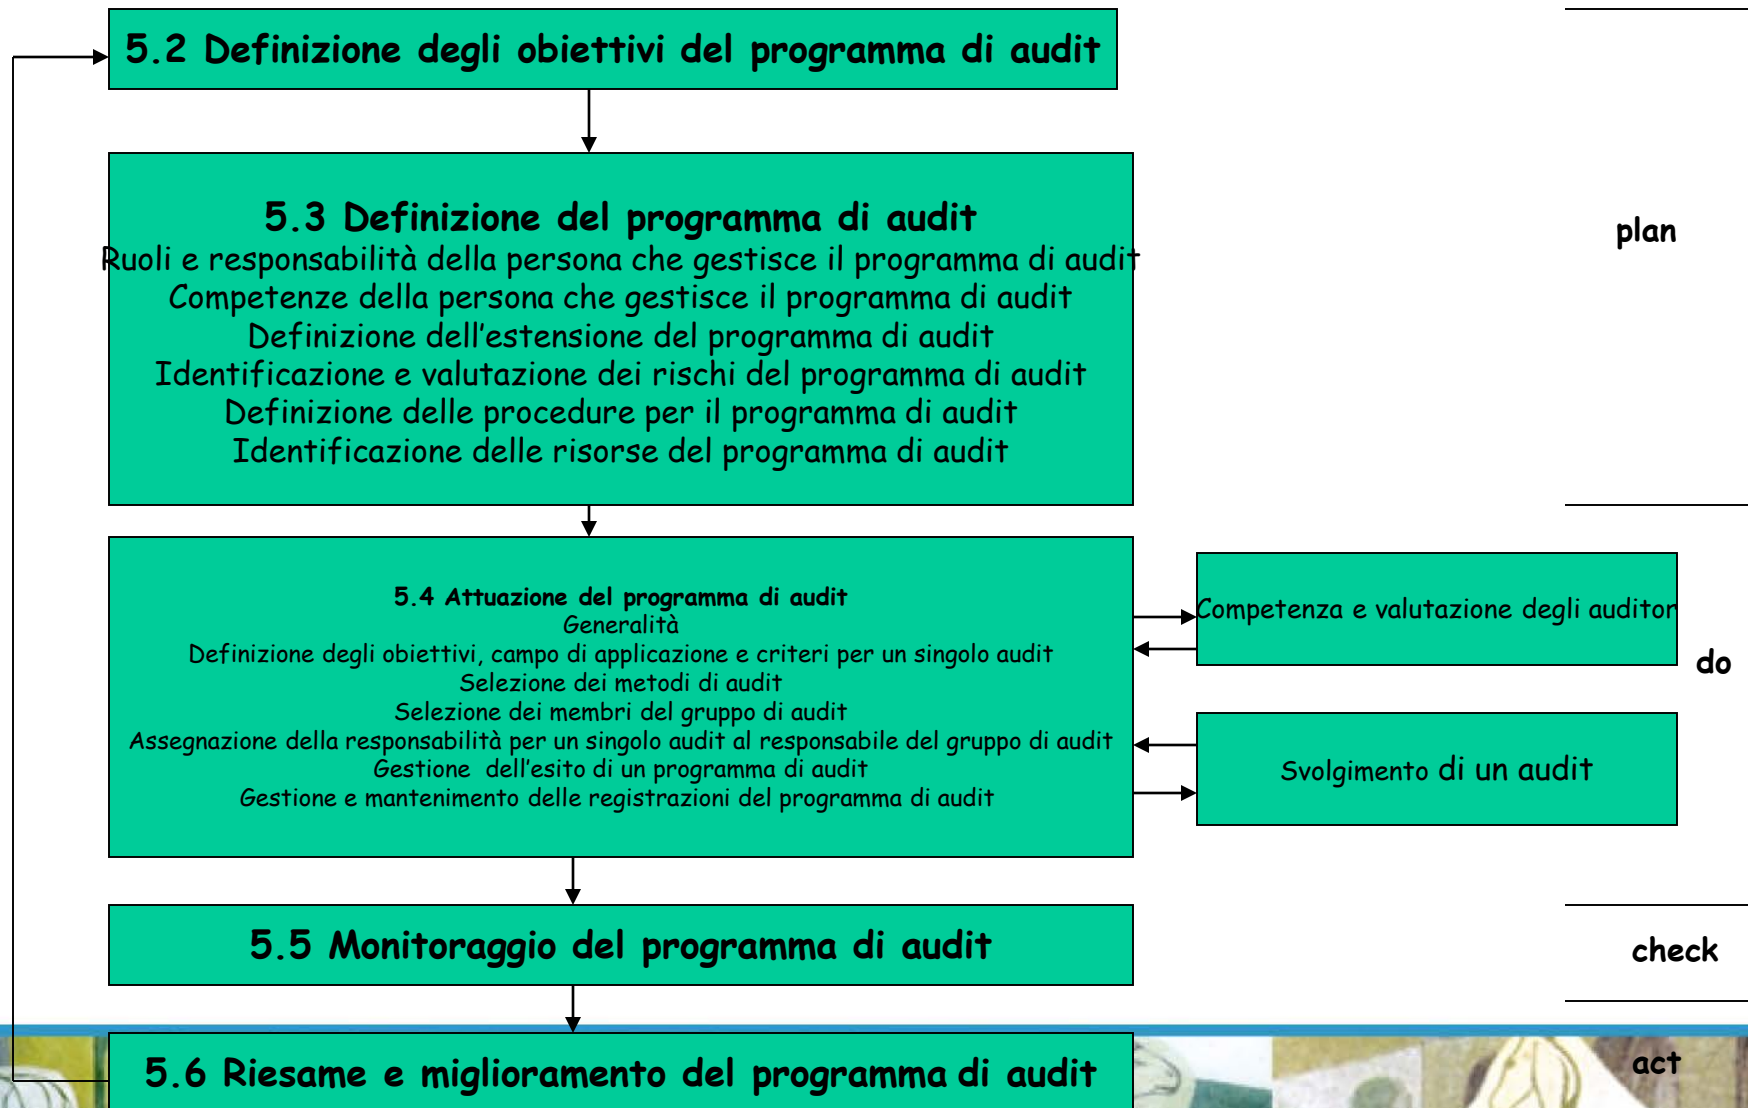 5.2 Definizione degli obiettivi del programma di audit
5.3 Definizione del programma di audit
Ruoli e responsabilità della persona che gestisce il programma di audit
Competenze della persona che gestisce il programma di audit
Definizione dell’estensione del programma di audit
Identificazione e valutazione dei rischi del programma di audit
Definizione delle procedure per il programma di audit
Identificazione delle risorse del programma di audit
plan
5.4 Attuazione del programma di audit
Generalità
Definizione degli obiettivi, campo di applicazione e criteri per un singolo audit
Selezione dei metodi di audit
Selezione dei membri del gruppo di audit
Assegnazione della responsabilità per un singolo audit al responsabile del gruppo di audit
Gestione dell’esito di un programma di audit
Gestione e mantenimento delle registrazioni del programma di audit
Competenza e valutazione degli auditor
Svolgimento di un audit
do
5.5 Monitoraggio del programma di audit
check
5.6 Riesame e miglioramento del programma di audit
act